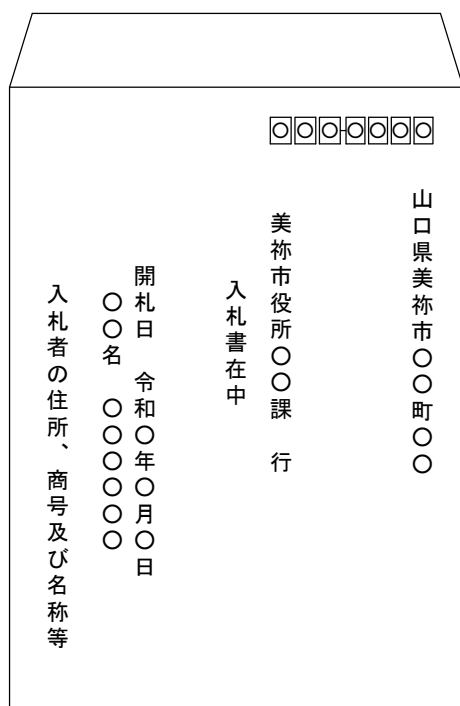 〇〇〇-〇〇〇〇
山口県美祢市〇〇町〇〇
美祢市役所〇〇課　行
入札書在中
開札日　令和〇年〇月〇日
〇〇名　〇〇〇〇〇〇
入札者の住所、商号及び名称等